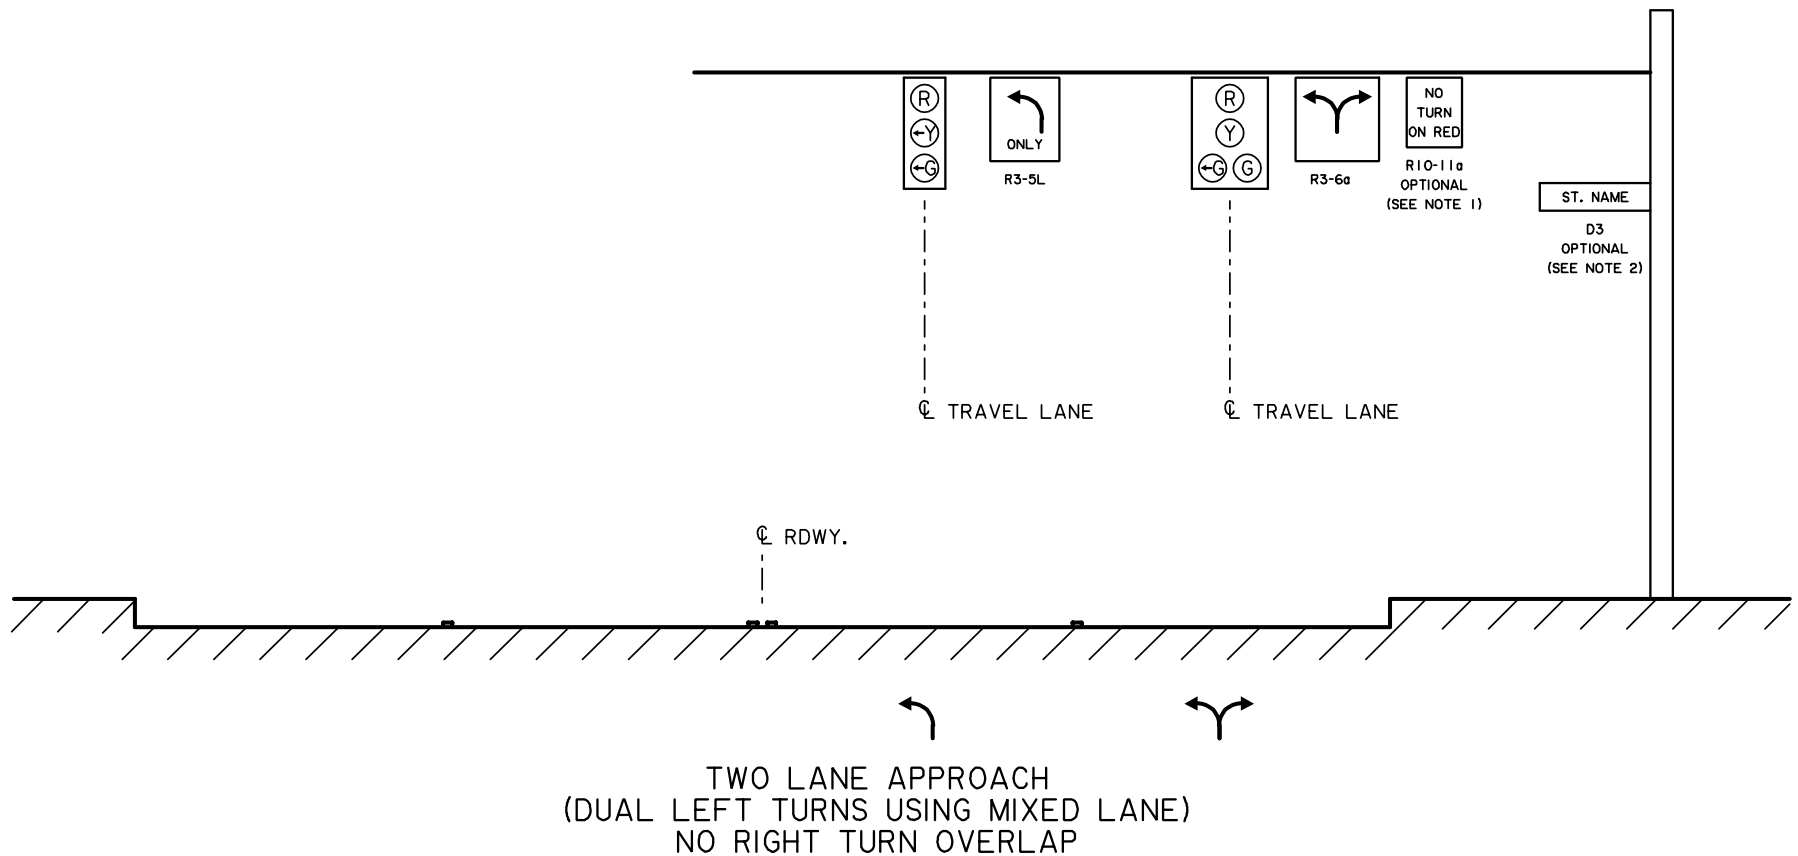 R
←Y
←G
ONLY
R3-5L
R
Y
←G G
R3-6a
NO
TURN
ON RED
R10-11a
OPTIONAL
(SEE NOTE 1)
ST. NAME
D3
OPTIONAL
(SEE NOTE 2)
℄ TRAVEL LANE
℄ TRAVEL LANE
℄ RDWY.
TWO LANE APPROACH
(DUAL LEFT TURNS USING MIXED LANE)
NO RIGHT TURN OVERLAP